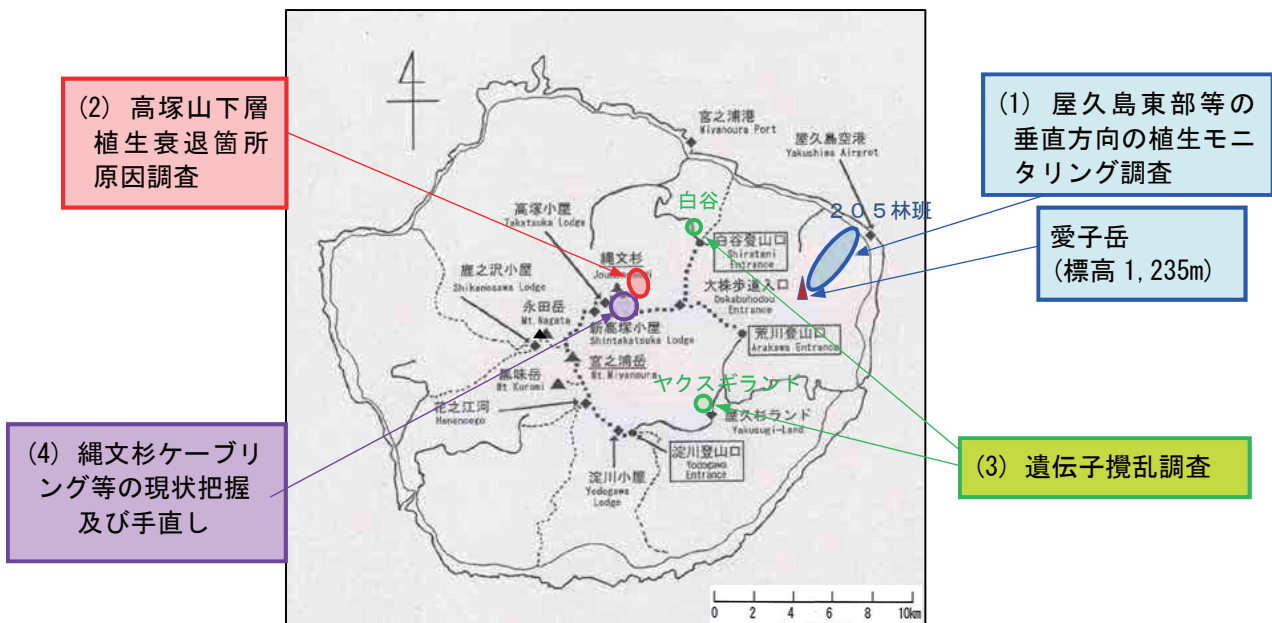 (2) 高塚山下層
植生衰退箇所
原因調査
(1) 屋久島東部等の
垂直方向の植生モニ
タリング調査
愛子岳
(標高 1,235m)
(3) 遺伝子攪乱調査
(4) 縄文杉ケーブリ
ング等の現状把握
及び手直し
宮之浦港
Miyanoura Port
屋久島空港
Yakushima Airprot
白谷
205林班
高塚小屋
Takatsuka Lodge
白谷登山口
Shiratani
Entrance
縄文杉
鹿之沢小屋
Shikanosawa Lodge
大株歩道入口
Ookabuhodou
Entrance
永田岳
Mt. Nagata
新高塚小屋
Shintakatsuka Lodge
荒川登山口
Arakawa Entrance
宮之浦岳
Mt. Miyanoura
黒味岳
Mt Kuromi
ヤクスギランド
花之江河
Hananoego
屋久杉ランド
Yakusugi-Land
淀川登山口
Yodogawa
Entrance
淀川小屋
Yodogawa
Lodge
0 2 4 6 8 10km